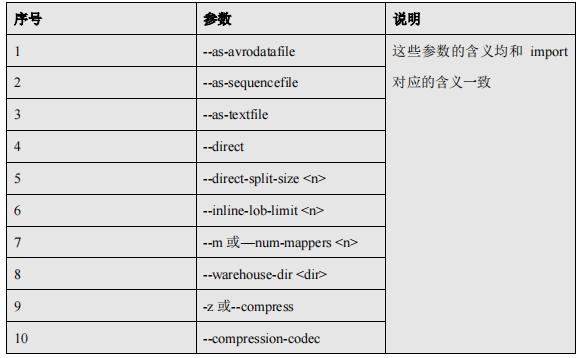 序号 参数 说明
1 --as-avrodatafile 这些参数的含义均和 import
2 --as-sequencefile 对应的含义一致
3 --as-textfile
4 --direct
5 --direct-split-size <n>
6 --inline-lob-limit <n>
7 --m 或—num-mappers <n>
8 --warehouse-dir <dir>
9 -z 或--compress
10 --compression-codec